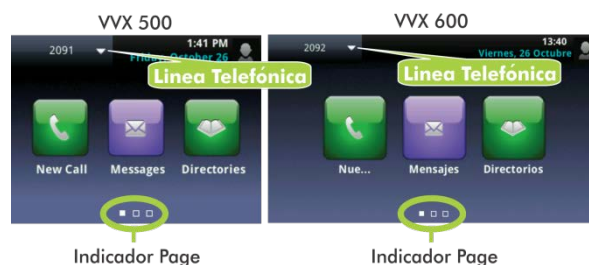 VVX 500
VVX 600
2091
1:41 PM
Friday, October 26
Linea Telefónica
New Call
Messages
Directories
2092
13:40
Viernes, 26 Octubre
Linea Telefónica
Nue...
Mensajes
Directorios
Indicador Page
Indicador Page